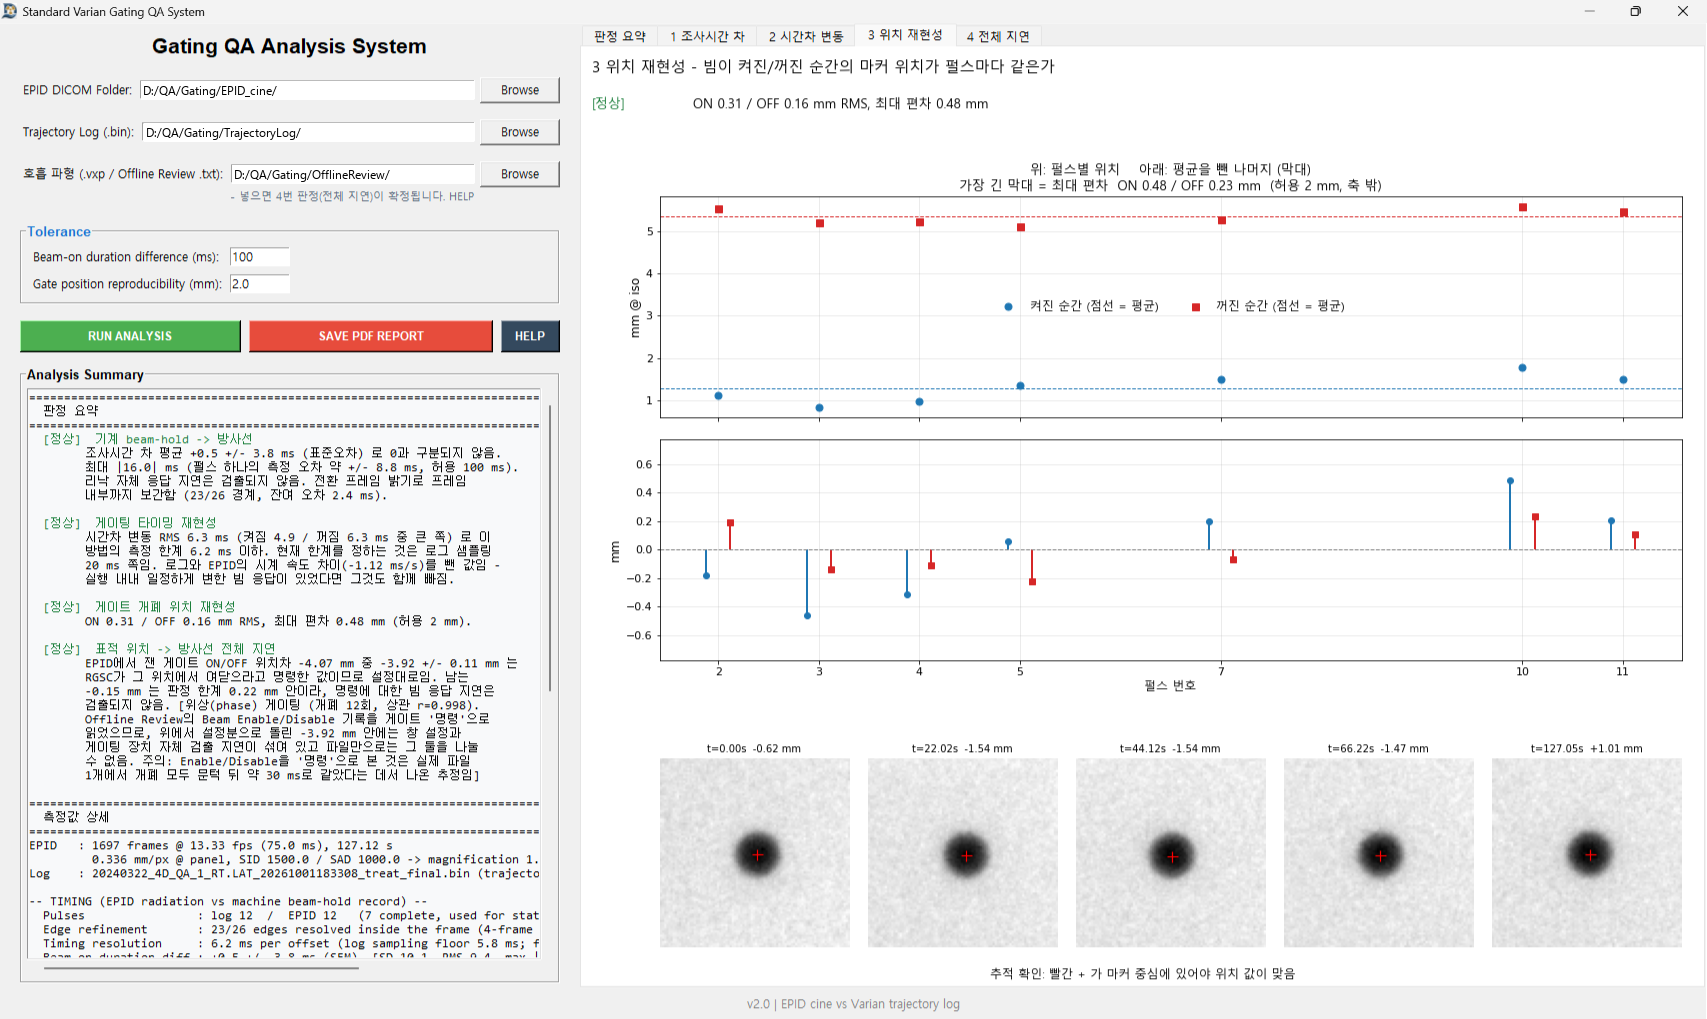 Standard Varian Gating QA System
Gating QA Analysis System
EPID DICOM Folder: D:/QA/Gating/EPID_cine/ Browse
Trajectory Log (.bin): D:/QA/Gating/TrajectoryLog/ Browse
호흡 파형 (.vxp / Offline Review .txt): D:/QA/Gating/OfflineReview/ Browse
- 넣으면 4번 판정(전체 지연)이 확정됩니다. HELP
Tolerance
Beam-on duration difference (ms): 100
Gate position reproducibility (mm): 2.0
RUN ANALYSIS SAVE PDF REPORT HELP
Analysis Summary
판정 요약
[정상] 기계 beam-hold -> 방사선
조사시간 차 평균 +0.5 +/- 3.8 ms (표준오차) 로 0과 구분되지 않음.
최대 |16.0| ms (펄스 하나의 측정 오차 약 +/- 8.8 ms, 허용 100 ms).
리낙 자체 응답 지연은 검출되지 않음. 전환 프레임 밝기로 프레임
내부까지 보간함 (23/26 경계, 잔여 오차 2.4 ms).
[정상] 게이팅 타이밍 재현성
시간차 변동 RMS 6.3 ms (켜짐 4.9 / 꺼짐 6.3 ms 중 큰 쪽) 로 이
방법의 측정 한계 6.2 ms 이하. 현재 한계를 정하는 것은 로그 샘플링
20 ms 쪽임. 로그와 EPID의 시계 속도 차이(-1.12 ms/s)를 뺀 값임 -
실행 내내 일정하게 변한 빔 응답이 있었다면 그것도 함께 빠짐.
[정상] 게이트 개폐 위치 재현성
ON 0.31 / OFF 0.16 mm RMS, 최대 편차 0.48 mm (허용 2 mm).
[정상] 표적 위치 -> 방사선 전체 지연
EPID에서 잰 게이트 ON/OFF 위치차 -4.07 mm 중 -3.92 +/- 0.11 mm 는
RGSC가 그 위치에서 여닫으라고 명령한 값이므로 설정대로임. 남는
-0.15 mm 는 판정 한계 0.22 mm 안이라, 명령에 대한 빔 응답 지연은
검출되지 않음. [위상(phase) 게이팅 (개폐 12회, 상관 r=0.998).
Offline Review의 Beam Enable/Disable 기록을 게이트 '명령'으로
읽었으므로, 위에서 설정분으로 돌린 -3.92 mm 안에는 창 설정과
게이팅 장치 자체 검출 지연이 섞여 있고 파일만으로는 그 둘을 나눌
수 없음. 주의: Enable/Disable을 '명령'으로 본 것은 실제 파일
1개에서 개폐 모두 문턱 뒤 약 30 ms로 같았다는 데서 나온 추정임]
측정값 상세
EPID : 1697 frames @ 13.33 fps (75.0 ms), 127.12 s
0.336 mm/px @ panel, SID 1500.0 / SAD 1000.0 -> magnification 1.
Log : 20240322_4D_QA_1_RT.LAT_20261001183308_treat_final.bin (trajecto
-- TIMING (EPID radiation vs machine beam-hold record) --
Pulses : log 12 / EPID 12 (7 complete, used for stat
Edge refinement : 23/26 edges resolved inside the frame (4-frame
Timing resolution : 6.2 ms per offset (log sampling floor 5.8 ms; f
Beam-on duration diff : +0.5 +/- 3.8 ms (SEM) [SD 10.1, RMS 9.4, max |
판정 요약 1 조사시간 차 2 시간차 변동 3 위치 재현성 4 전체 지연
3 위치 재현성 - 빔이 켜진/꺼진 순간의 마커 위치가 펄스마다 같은가
[정상] ON 0.31 / OFF 0.16 mm RMS, 최대 편차 0.48 mm
위: 펄스별 위치 아래: 평균을 뺀 나머지 (막대)
가장 긴 막대 = 최대 편차 ON 0.48 / OFF 0.23 mm (허용 2 mm, 축 밖)
5
4
3
2
1
mm @ iso
켜진 순간 (점선 = 평균) 꺼진 순간 (점선 = 평균)
0.6
0.4
0.2
0.0
−0.2
−0.4
−0.6
mm
2 3 4 5 7 10 11
펄스 번호
t=0.00s -0.62 mm t=22.02s -1.54 mm t=44.12s -1.54 mm t=66.22s -1.47 mm t=127.05s +1.01 mm
추적 확인: 빨간 + 가 마커 중심에 있어야 위치 값이 맞음
v2.0 | EPID cine vs Varian trajectory log